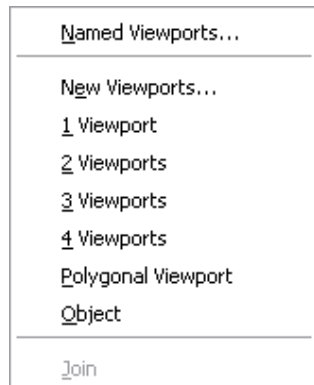 Named Viewports...
New Viewports...
1 Viewport
2 Viewports
3 Viewports
4 Viewports
Polygonal Viewport
Object
Join